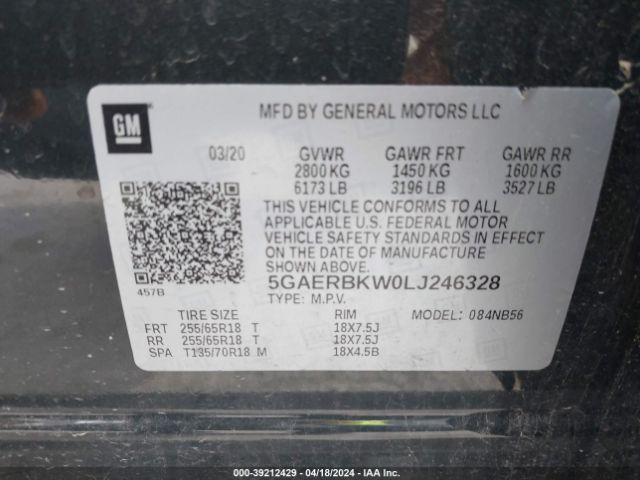 GM
MFD BY GENERAL MOTORS LLC
03/20 GVWR GAWR FRT GAWR RR
2800 KG 1450 KG 1600 KG
6173 LB 3196 LB 3527 LB
THIS VEHICLE CONFORMS TO ALL
APPLICABLE U.S. FEDERAL MOTOR
VEHICLE SAFETY STANDARDS IN EFFECT
ON THE DATE OF MANUFACTURE
SHOWN ABOVE.
457B
5GAERBKW0LJ246328
TYPE: M.P.V.
TIRE SIZE RIM MODEL: 084NB56
FRT 255/65R18 T 18X7.5J
RR 255/65R18 T 18X7.5J
SPA T135/70R18 M 18X4.5B
000-39212429 - 04/18/2024 - IAA Inc.